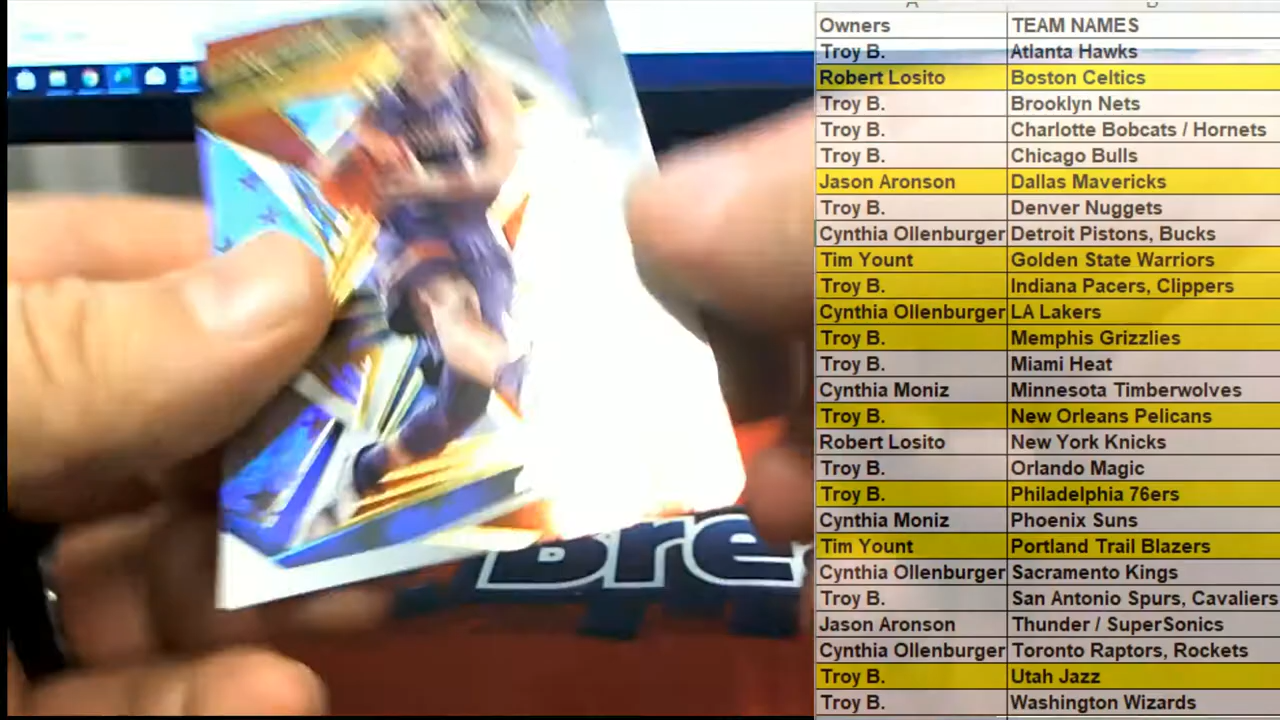 Owners TEAM NAMES
Troy B. Atlanta Hawks
Robert Losito Boston Celtics
Troy B. Brooklyn Nets
Troy B. Charlotte Bobcats / Hornets
Troy B. Chicago Bulls
Jason Aronson Dallas Mavericks
Troy B. Denver Nuggets
Cynthia Ollenburger Detroit Pistons, Bucks
Tim Yount Golden State Warriors
Troy B. Indiana Pacers, Clippers
Cynthia Ollenburger LA Lakers
Troy B. Memphis Grizzlies
Troy B. Miami Heat
Cynthia Moniz Minnesota Timberwolves
Troy B. New Orleans Pelicans
Robert Losito New York Knicks
Troy B. Orlando Magic
Troy B. Philadelphia 76ers
Cynthia Moniz Phoenix Suns
Tim Yount Portland Trail Blazers
Cynthia Ollenburger Sacramento Kings
Troy B. San Antonio Spurs, Cavaliers
Jason Aronson Thunder / SuperSonics
Cynthia Ollenburger Toronto Raptors, Rockets
Troy B. Utah Jazz
Troy B. Washington Wizards
Bre